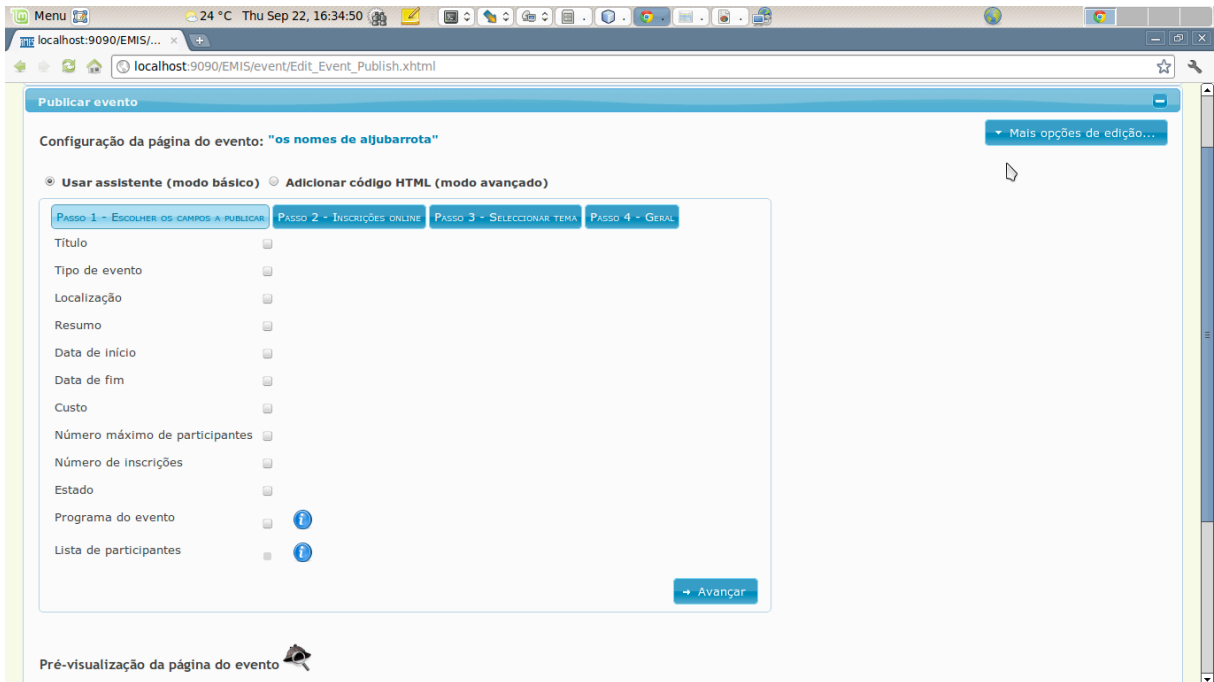 Menu 24 °C Thu Sep 22, 16:34:50
localhost:9090/EMIS/...
localhost:9090/EMIS/event/Edit_Event_Publish.xhtml
Publicar evento
Configuração da página do evento: "os nomes de aljubarrota"
Mais opções de edição...
Usar assistente (modo básico) Adicionar código HTML (modo avançado)
Passo 1 - Escolher os campos a publicar Passo 2 - Inscrições online Passo 3 - Seleccionar tema Passo 4 - Geral
Título
Tipo de evento
Localização
Resumo
Data de início
Data de fim
Custo
Número máximo de participantes
Número de inscrições
Estado
Programa do evento
Lista de participantes
Avançar
Pré-visualização da página do evento